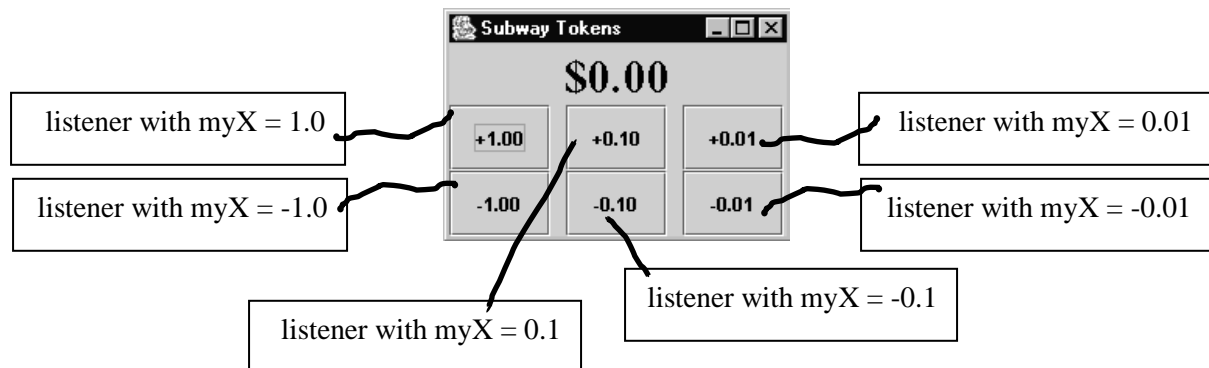 Subway Tokens
$0.00
listener with myX = 1.0
listener with myX = 0.01
+1.00 +0.10 +0.01
listener with myX = -1.0
listener with myX = -0.01
-1.00 -0.10 -0.01
listener with myX = -0.1
listener with myX = 0.1